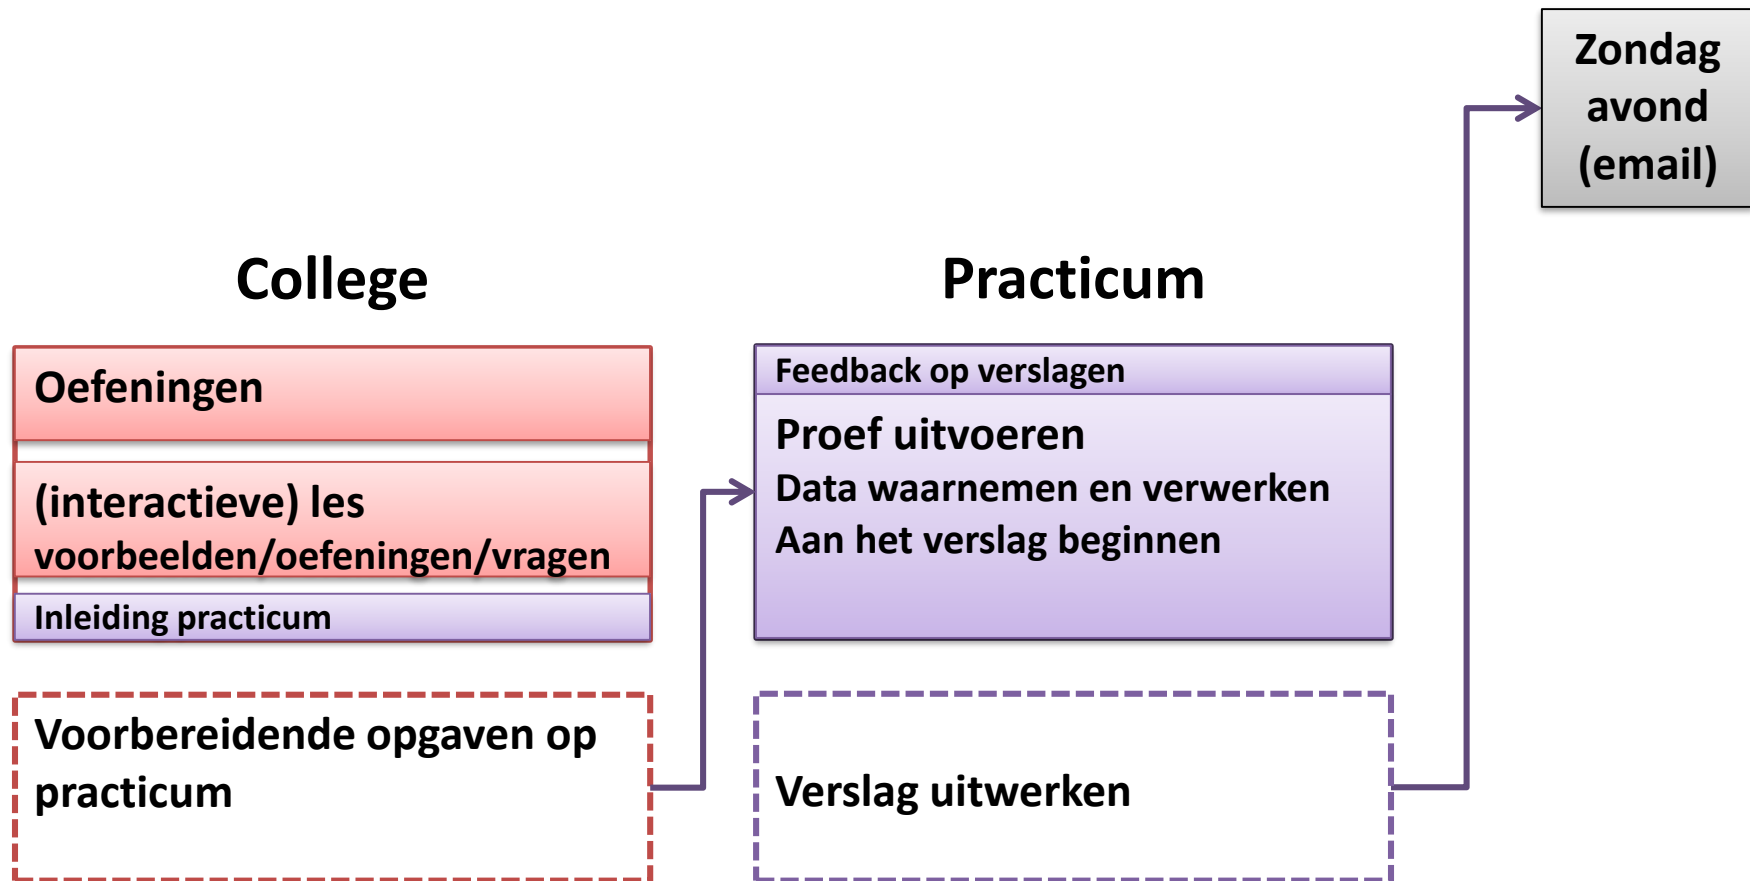 Zondag
avond
(email)
College
Oefeningen
(interactieve) les
voorbeelden/oefeningen/vragen
Inleiding practicum
Voorbereidende opgaven op
practicum
Practicum
Feedback op verslagen
Proef uitvoeren
Data waarnemen en verwerken
Aan het verslag beginnen
Verslag uitwerken